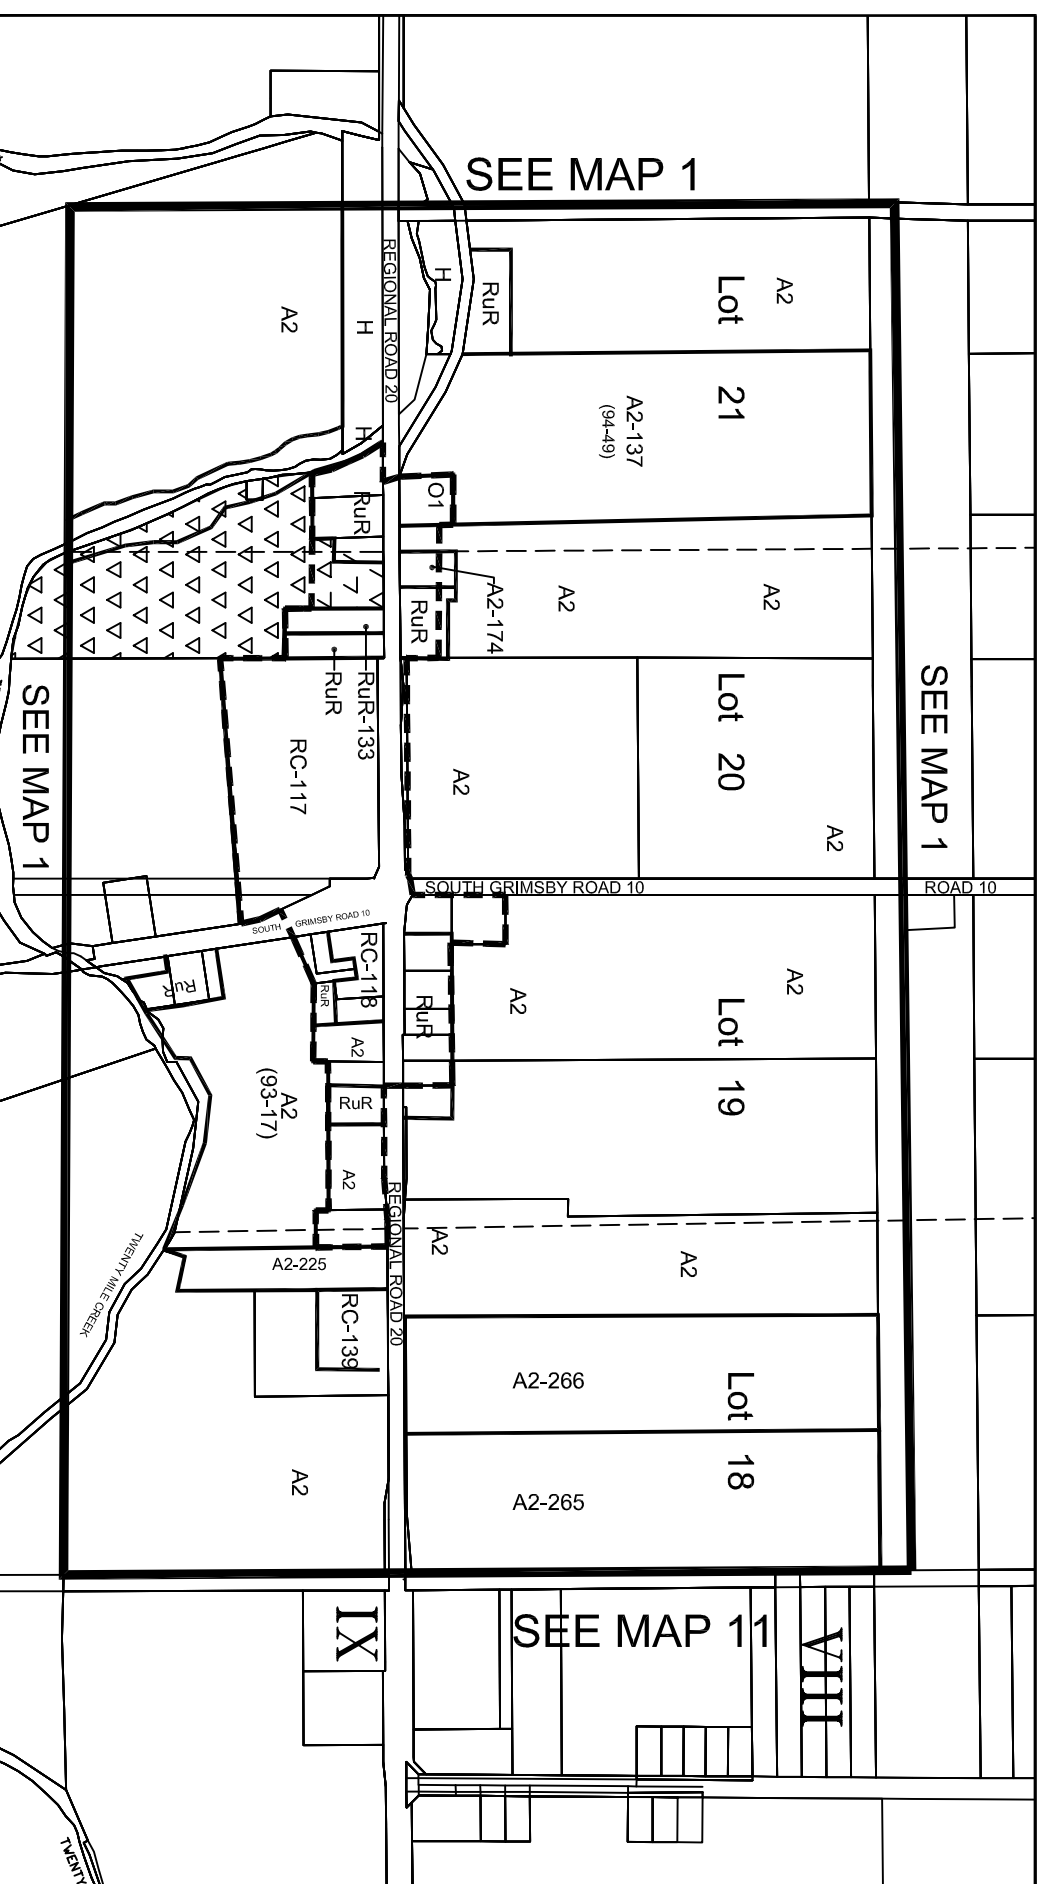 SEE MAP 1
A2
Lot 21
RuR
H
REGIONAL ROAD 20
H
A2
A2-137
(94-49)
H
O1
RuR
A2-174
A2
A2
RuR
RuR-133
RuR
SEE MAP 1
SEE MAP 1
Lot 20
RC-117
A2
A2
SOUTH GRIMSBY ROAD 10
ROAD 10
SOUTH GRIMSBY ROAD 10
RC-118
RuR
RuR
RuR
RuR
A2
A2
A2
Lot 19
A2
(93-17)
RuR
A2
REGIONAL ROAD 20
A2
A2
A2-225
TWENTY MILE CREEK
RC-139
A2-266
Lot 18
A2
A2-265
IX
SEE MAP 11
VIII
TWENTY